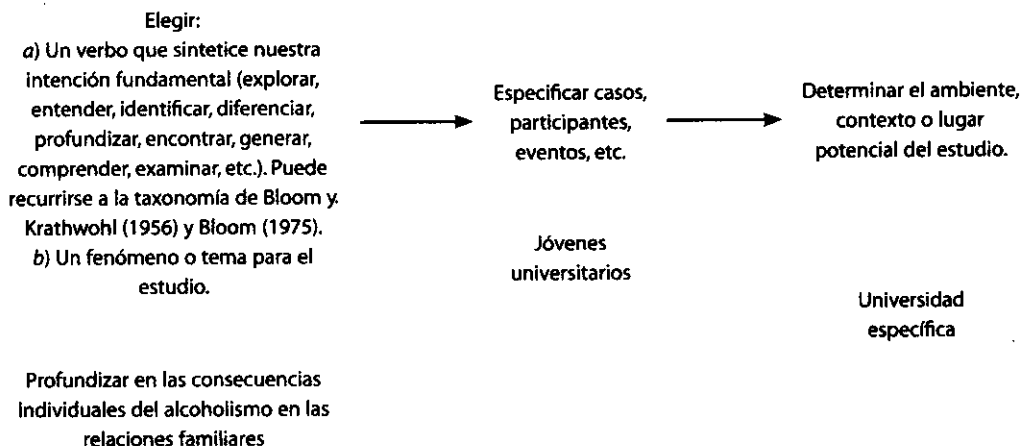 Elegir:
a) Un verbo que sintetice nuestra
intención fundamental (explorar,
entender, identificar, diferenciar,
profundizar, encontrar, generar,
comprender, examinar, etc.). Puede
recurrirse a la taxonomía de Bloom y
Krathwohl (1956) y Bloom (1975).
b) Un fenómeno o tema para el
estudio.
Profundizar en las consecuencias
individuales del alcoholismo en las
relaciones familiares
Especificar casos,
participantes,
eventos, etc.
Jóvenes
universitarios
Determinar el ambiente,
contexto o lugar
potencial del estudio.
Universidad
específica